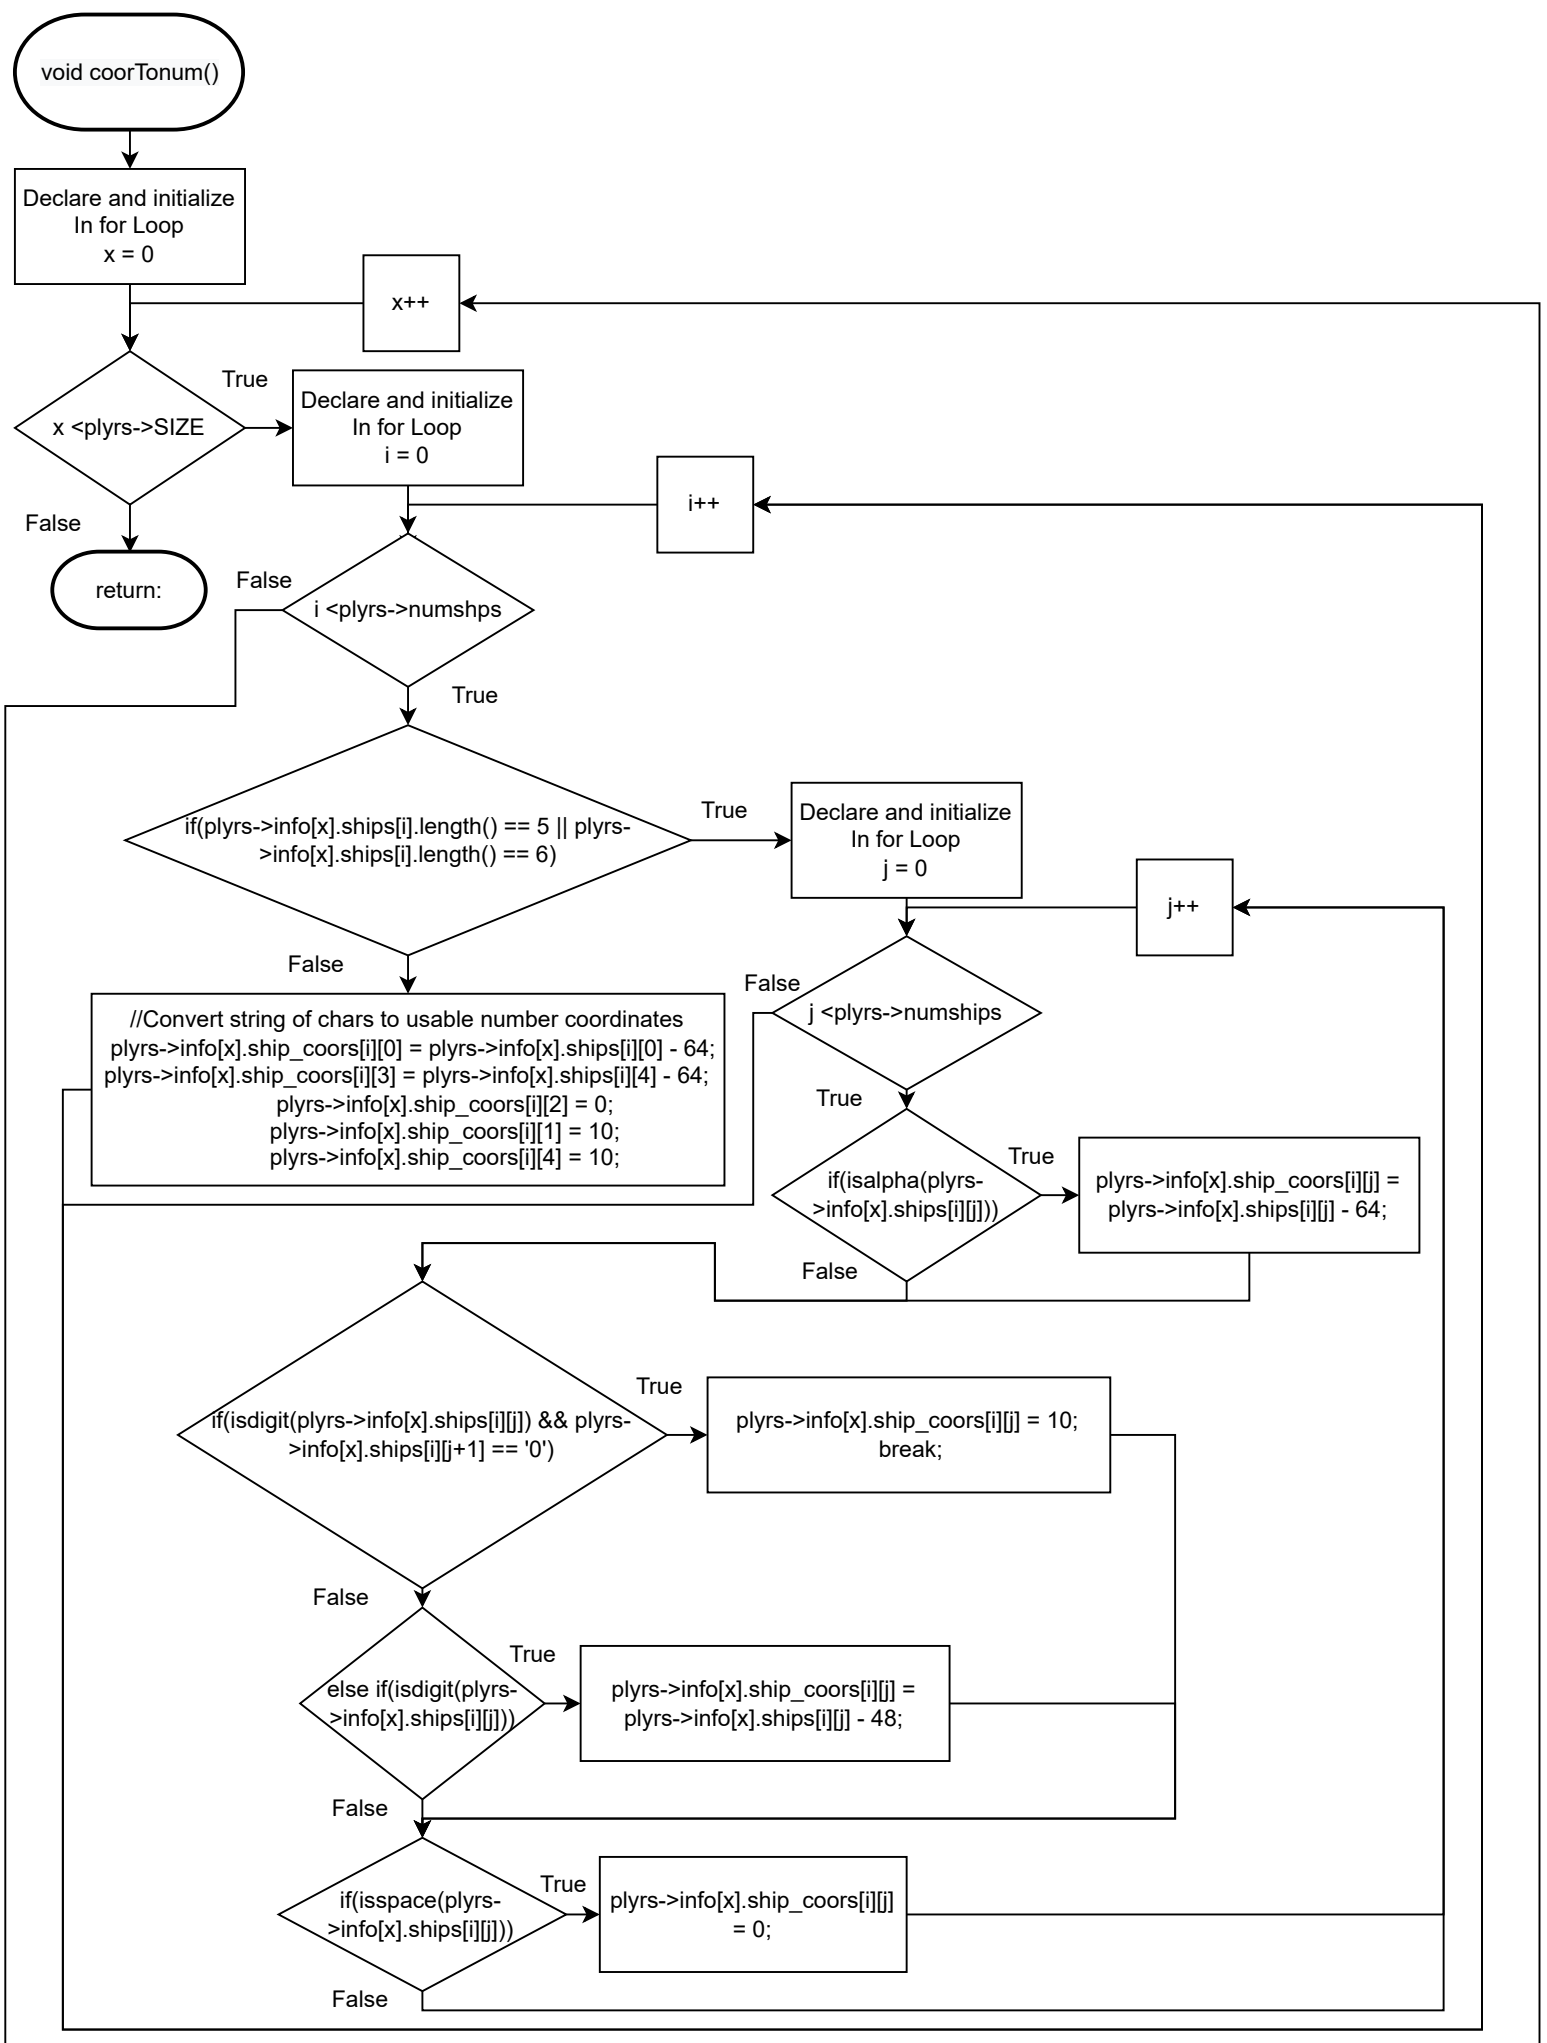 void coorTonum()
Declare and initialize
In for Loop
x = 0
x++
True
x <plyrs->SIZE
Declare and initialize
In for Loop
i = 0
i++
False
return:
False
i <plyrs->numshps
True
if(plyrs->info[x].ships[i].length() == 5 || plyrs-
>info[x].ships[i].length() == 6)
True
Declare and initialize
In for Loop
j = 0
j++
False
False
j <plyrs->numships
//Convert string of chars to usable number coordinates
plyrs->info[x].ship_coors[i][0] = plyrs->info[x].ships[i][0] - 64;
plyrs->info[x].ship_coors[i][3] = plyrs->info[x].ships[i][4] - 64;
plyrs->info[x].ship_coors[i][2] = 0;
plyrs->info[x].ship_coors[i][1] = 10;
plyrs->info[x].ship_coors[i][4] = 10;
True
if(isalpha(plyrs-
>info[x].ships[i][j]))
True
plyrs->info[x].ship_coors[i][j] =
plyrs->info[x].ships[i][j] - 64;
False
if(isdigit(plyrs->info[x].ships[i][j]) && plyrs-
>info[x].ships[i][j+1] == '0')
True
plyrs->info[x].ship_coors[i][j] = 10;
break;
False
else if(isdigit(plyrs-
>info[x].ships[i][j]))
True
plyrs->info[x].ship_coors[i][j] =
plyrs->info[x].ships[i][j] - 48;
False
if(isspace(plyrs-
>info[x].ships[i][j]))
True
plyrs->info[x].ship_coors[i][j]
= 0;
False